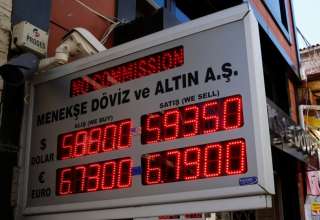 PRODEC
NO COMMISSION
MENEKŞE DÖVİZ ve ALTIN A.Ş.
ALIŞ (WE BUY) SATIŞ (WE SELL)
$ DOLAR 5.8800 5.9350
€ EURO 6.7300 6.7900